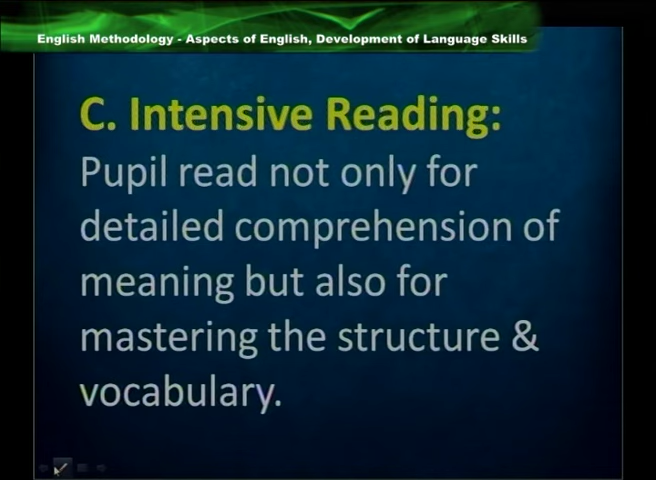 English Methodology - Aspects of English, Development of Language Skills
C. Intensive Reading:
Pupil read not only for
detailed comprehension of
meaning but also for
mastering the structure &
vocabulary.